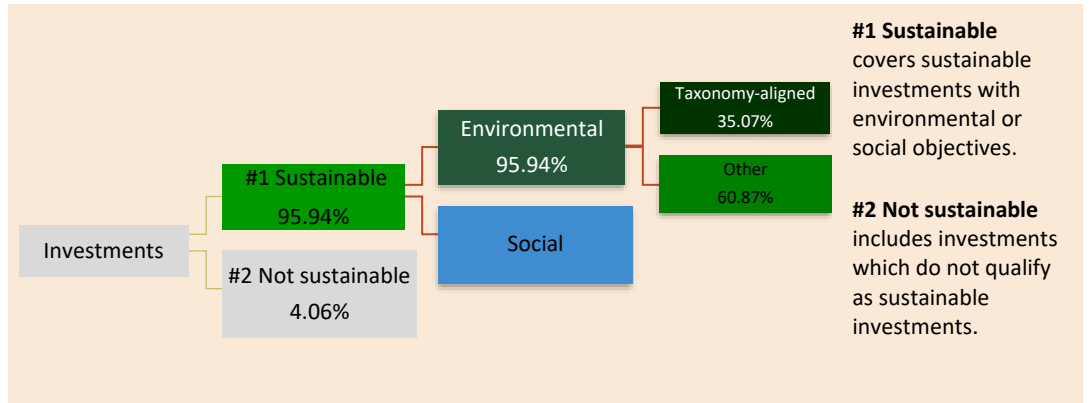 Investments
#1 Sustainable
95.94%
#2 Not sustainable
4.06%
Environmental
95.94%
Social
Taxonomy-aligned
35.07%
Other
60.87%
#1 Sustainable
covers sustainable
investments with
environmental or
social objectives.
#2 Not sustainable
includes investments
which do not qualify
as sustainable
investments.